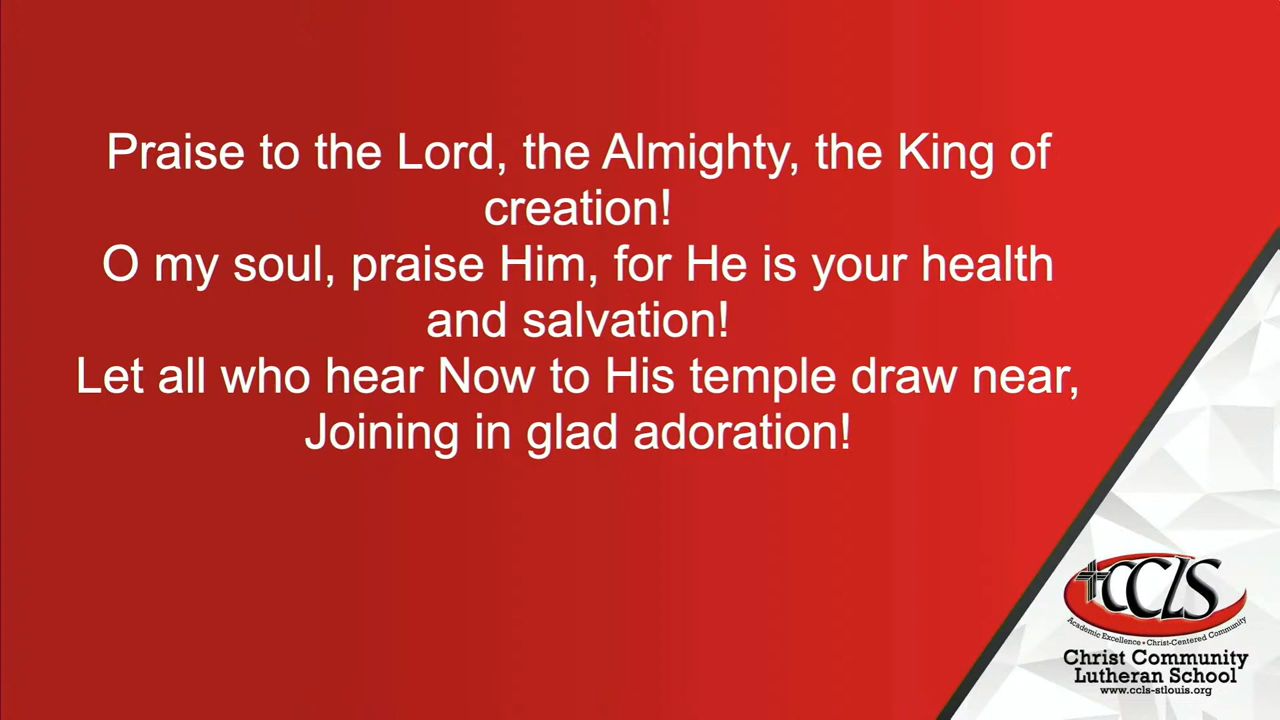 Praise to the Lord, the Almighty, the King of
creation!
O my soul, praise Him, for He is your health
and salvation!
Let all who hear Now to His temple draw near,
Joining in glad adoration!
CCLS
Academic Excellence • Christ-Centered Community
Christ Community
Lutheran School
www.ccls-stlouis.org